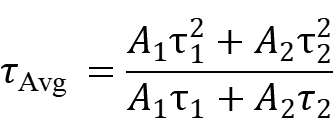 τ_Avg = (A₁τ₁² + A₂τ₂²) / (A₁τ₁ + A₂τ₂)